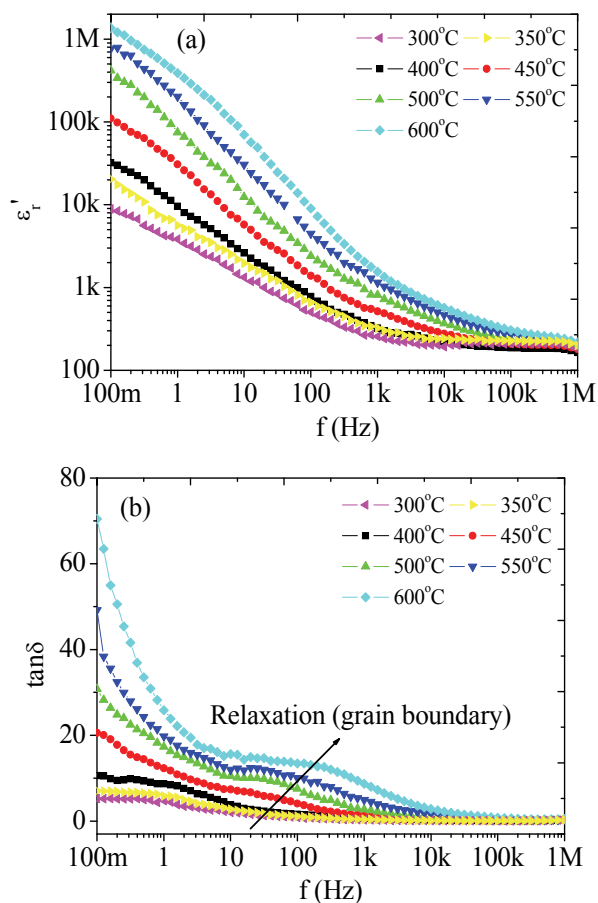 (a)
300°C 350°C
400°C 450°C
500°C 550°C
600°C
1M
100k
10k
1k
100
εr'
100m 1 10 100 1k 10k 100k 1M
f (Hz)
(b)
300°C 350°C
400°C 450°C
500°C 550°C
600°C
80
60
40
20
0
tanδ
Relaxation (grain boundary)
100m 1 10 100 1k 10k 100k 1M
f (Hz)